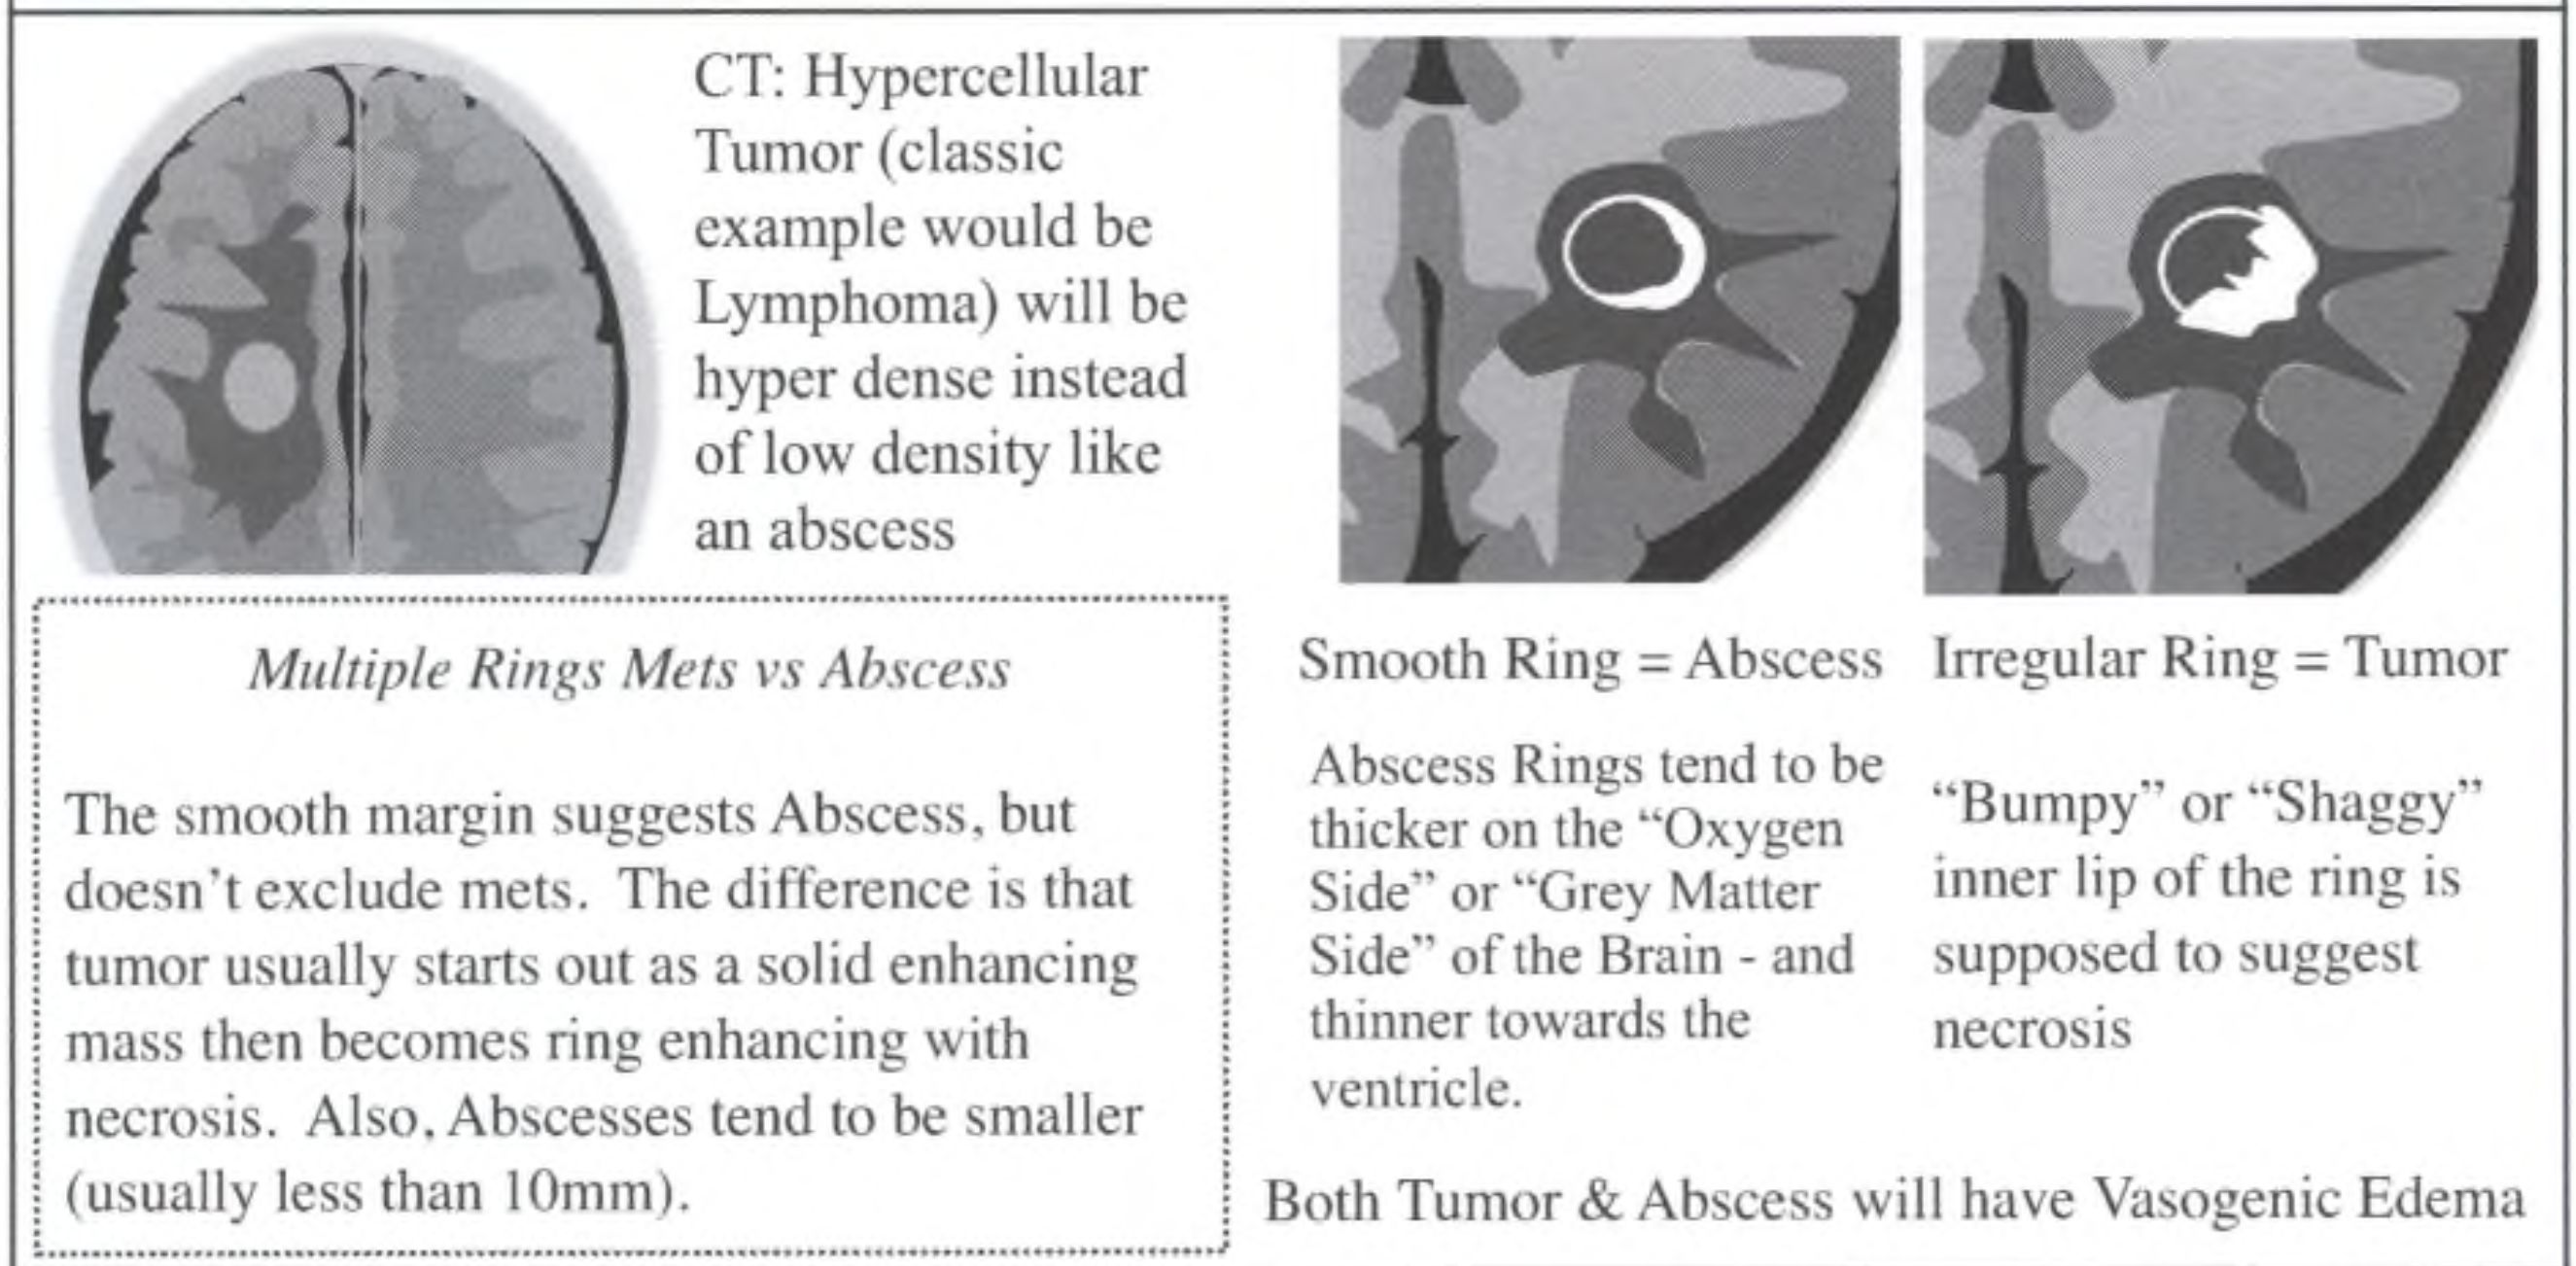 CT: Hypercellular
Tumor (classic
example would be
Lymphoma) will be
hyper dense instead
of low density like
an abscess
Multiple Rings Mets vs Abscess
The smooth margin suggests Abscess, but
doesn't exclude mets. The difference is that
tumor usually starts out as a solid enhancing
mass then becomes ring enhancing with
necrosis. Also, Abscesses tend to be smaller
(usually less than 10mm).
Smooth Ring = Abscess
Abscess Rings tend to be
thicker on the “Oxygen
Side” or “Grey Matter
Side” of the Brain - and
thinner towards the
ventricle.
Irregular Ring = Tumor
“Bumpy” or “Shaggy”
inner lip of the ring is
supposed to suggest
necrosis
Both Tumor & Abscess will have Vasogenic Edema